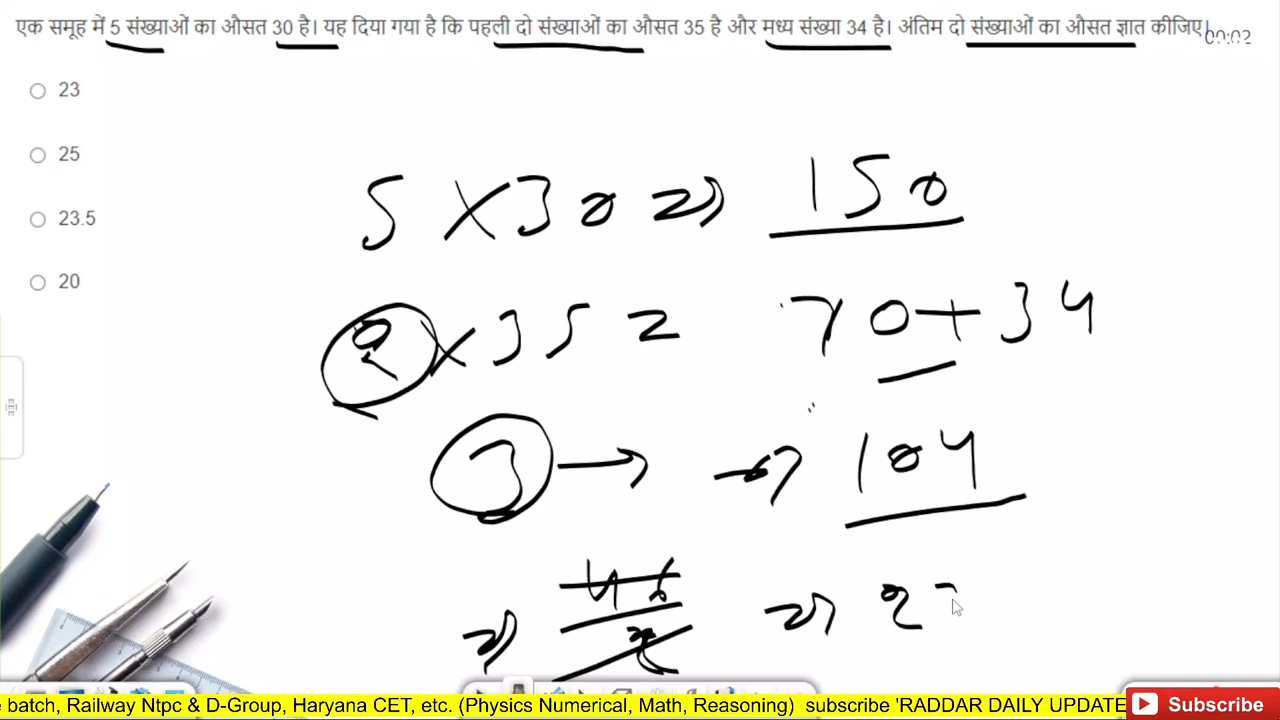 एक समूह में 5 संख्याओं का औसत 30 है। यह दिया गया है कि पहली दो संख्याओं का औसत 35 है और मध्य संख्या 34 है। अंतिम दो संख्याओं का औसत ज्ञात कीजिए।
00:02
23
25
23.5
20
5 × 30 ⇒ 150
2 × 35 = 70 + 34
3 → → 104
⇒ 46/2 ⇒ 2
e batch, Railway Ntpc & D-Group, Haryana CET, etc. (Physics Numerical, Math, Reasoning) subscribe 'RADDAR DAILY UPDATE
Subscribe